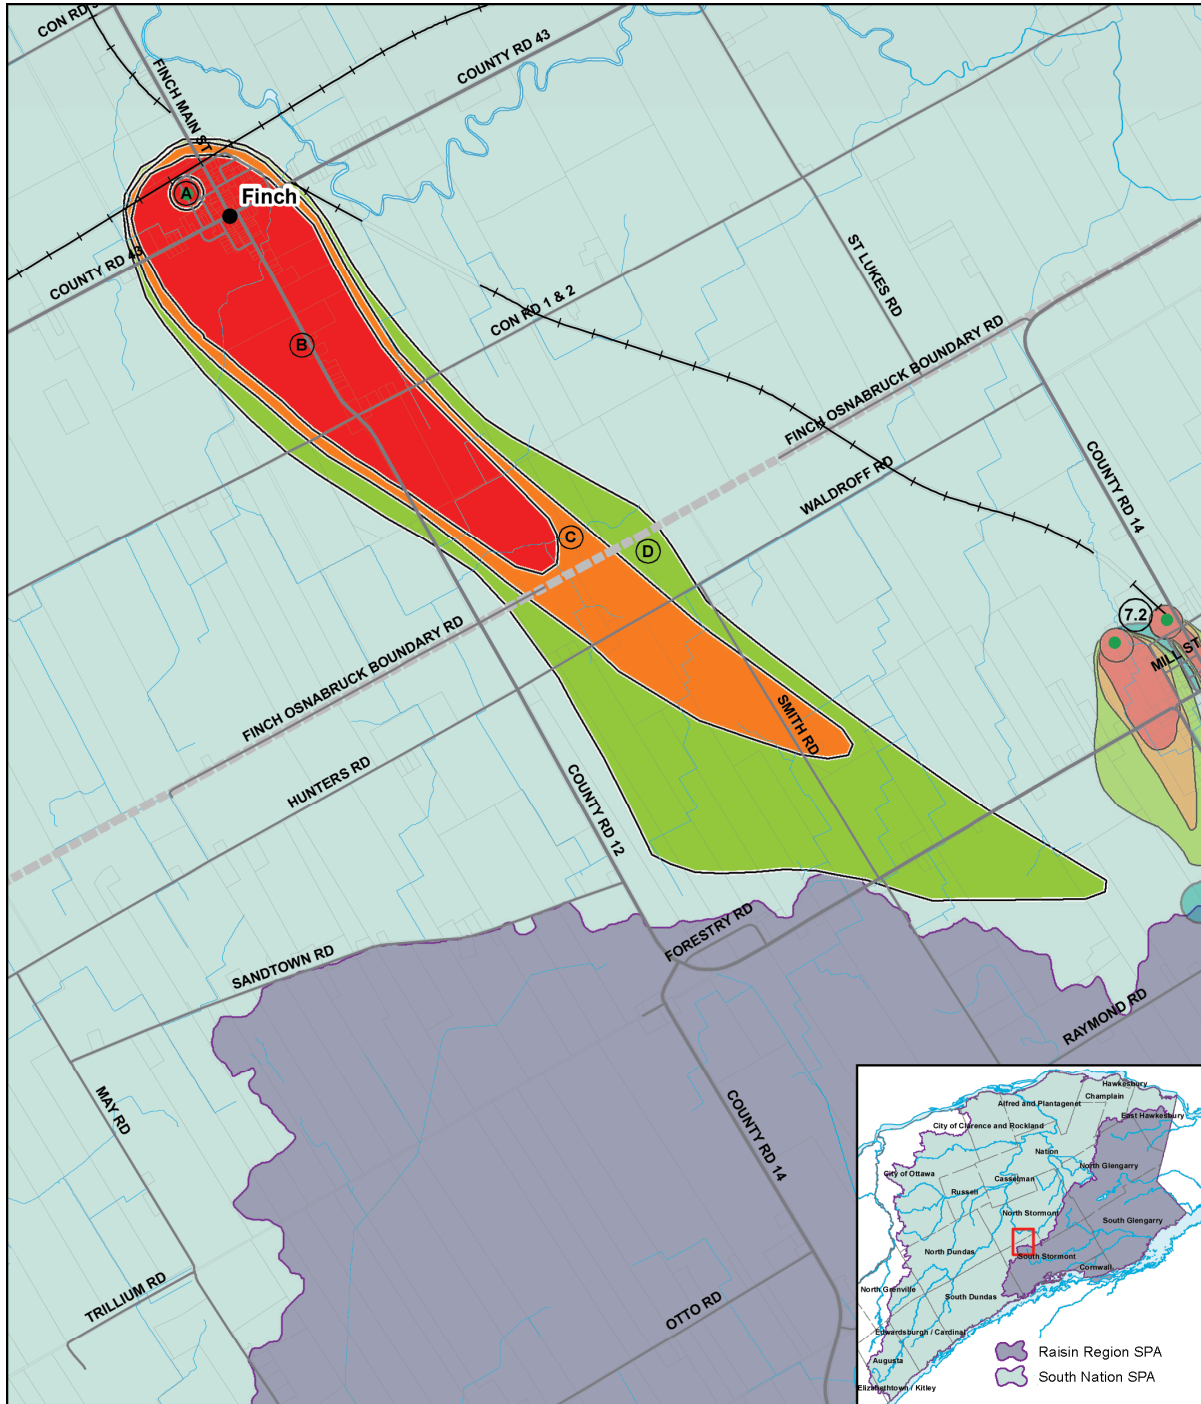 CON RD 5
COUNTY RD 43
FINCH MAIN ST
A
Finch
COUNTY RD 43
ST LUKES RD
CON RD 1 & 2
B
FINCH OSNABRUCK BOUNDARY RD
COUNTY RD 14
WALDROFF RD
C
D
7.2
MILL ST
FINCH OSNABRUCK BOUNDARY RD
SMITH RD
HUNTERS RD
COUNTY RD 12
FORESTRY RD
SANDTOWN RD
RAYMOND RD
MAY RD
COUNTY RD 14
TRILLIUM RD
OTTO RD
Hawkesbury
Champlain
Alfred and Plantagenet
East Hawkesbury
City of Clarence and Rockland
Nation
North Glengarry
City of Ottawa
Casselman
Russell
North Stormont
South Glengarry
North Dundas
South Stormont
Cornwall
North Grenville
South Dundas
Edwardsburgh / Cardinal
Augusta
Elizabethtown / Kitley
Raisin Region SPA
South Nation SPA